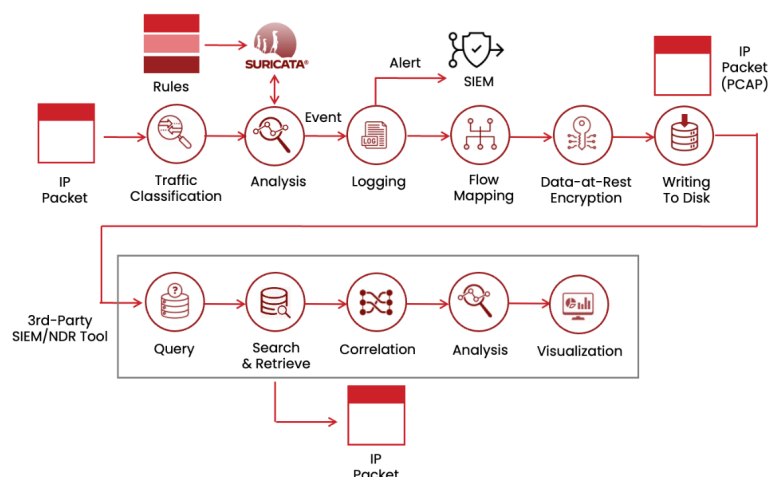 SURICATA®
Rules
Alert
SIEM
IP
Packet
(PCAP)
Event
LOG
IP
Packet
Traffic
Classification
Analysis
Logging
Flow
Mapping
Data-at-Rest
Encryption
Writing
To Disk
3rd-Party
SIEM/NDR Tool
?
Query
Search
& Retrieve
Correlation
Analysis
Visualization
IP
Packet